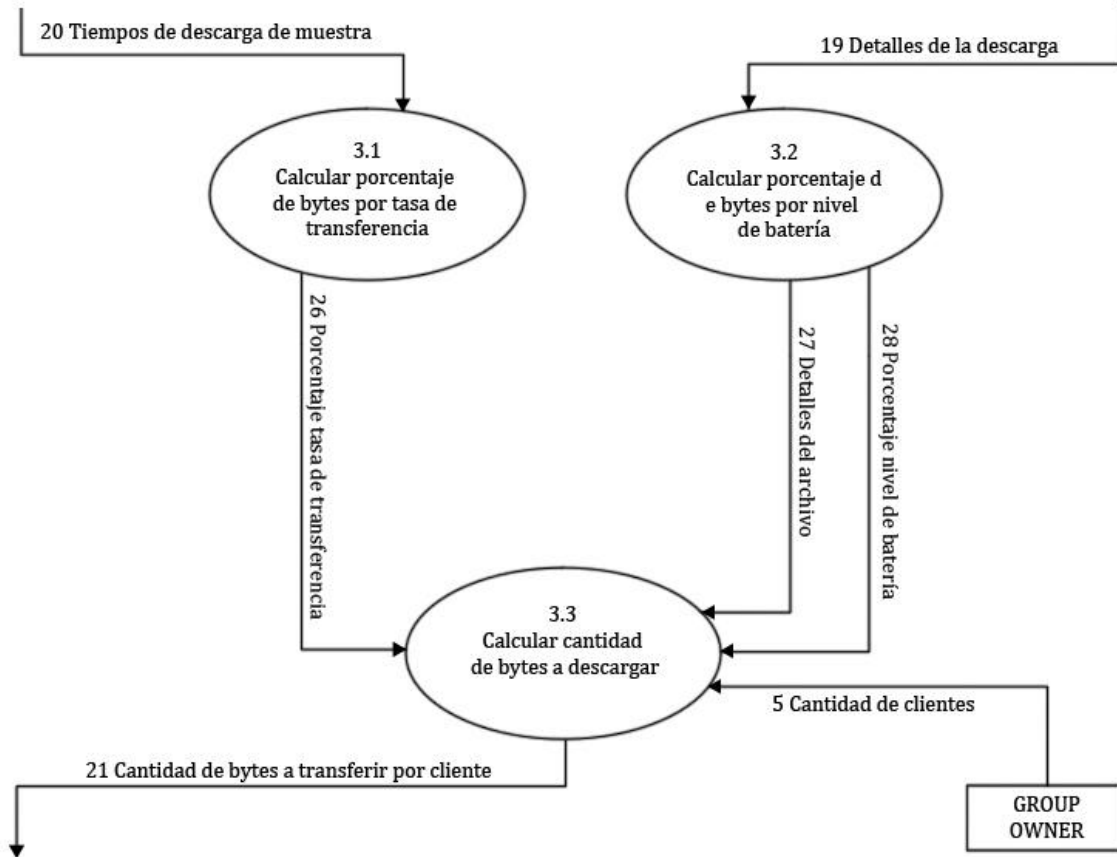 20 Tiempos de descarga de muestra
19 Detalles de la descarga
3.1
Calcular porcentaje
de bytes por tasa de
transferencia
3.2
Calcular porcentaje d
e bytes por nivel
de batería
26 Porcentaje tasa de transferencia
27 Detalles del archivo
28 Porcentaje nivel de batería
3.3
Calcular cantidad
de bytes a descargar
5 Cantidad de clientes
21 Cantidad de bytes a transferir por cliente
GROUP
OWNER